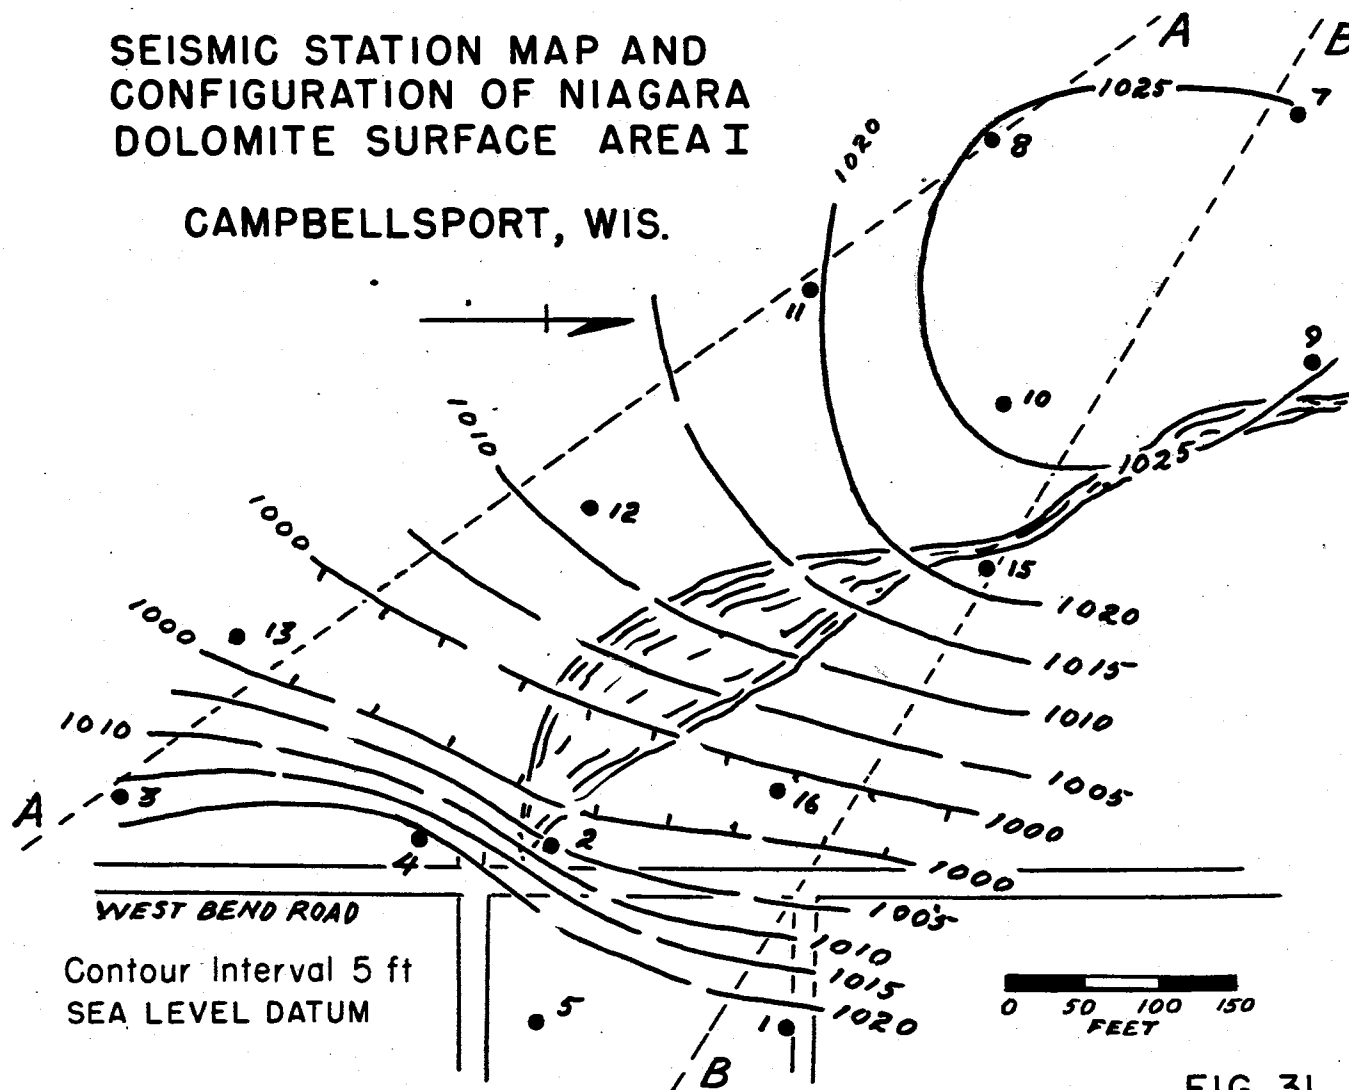 SEISMIC STATION MAP AND
CONFIGURATION OF NIAGARA
DOLOMITE SURFACE AREA I
CAMPBELLSPORT, WIS.
A
B
1025
7
8
1020
11
9
10
1010
1025
12
1000
15
1020
1000
13
1015
1010
1010
1005
A
3
16
1000
4
2
1000
WEST BEND ROAD
1005
1010
Contour Interval 5 ft
1015
SEA LEVEL DATUM
5
1
1020
0 50 100 150
FEET
B
FIG. 31